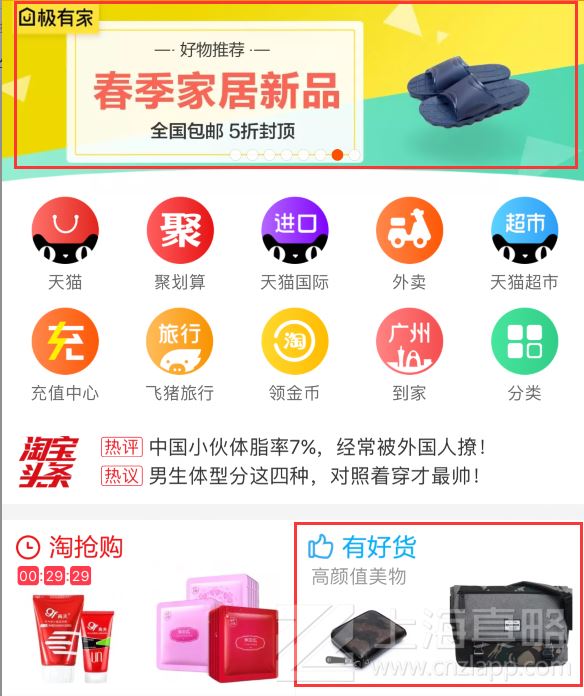 极有家
好物推荐
春季家居新品
全国包邮 5折封顶
聚
进口
超市
天猫
聚划算
天猫国际
外卖
天猫超市
充
旅行
淘
广州
充值中心
飞猪旅行
领金币
到家
分类
淘宝
头条
热评 中国小伙体脂率7%，经常被外国人撩！
热议 男生体型分这四种，对照着穿才最帅！
淘抢购
00:29:29
有好货
高颜值美物
上海真略
www.cnzlapp.com